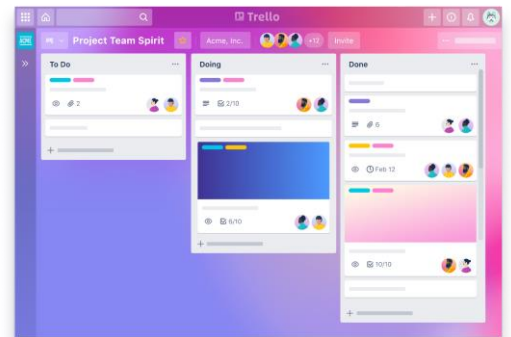 Trello
Project Team Spirit
Acme, Inc.
+12
Invite
To Do
...
2
+
Doing
...
2/10
6/10
+
Done
...
6
Feb 12
10/10
+